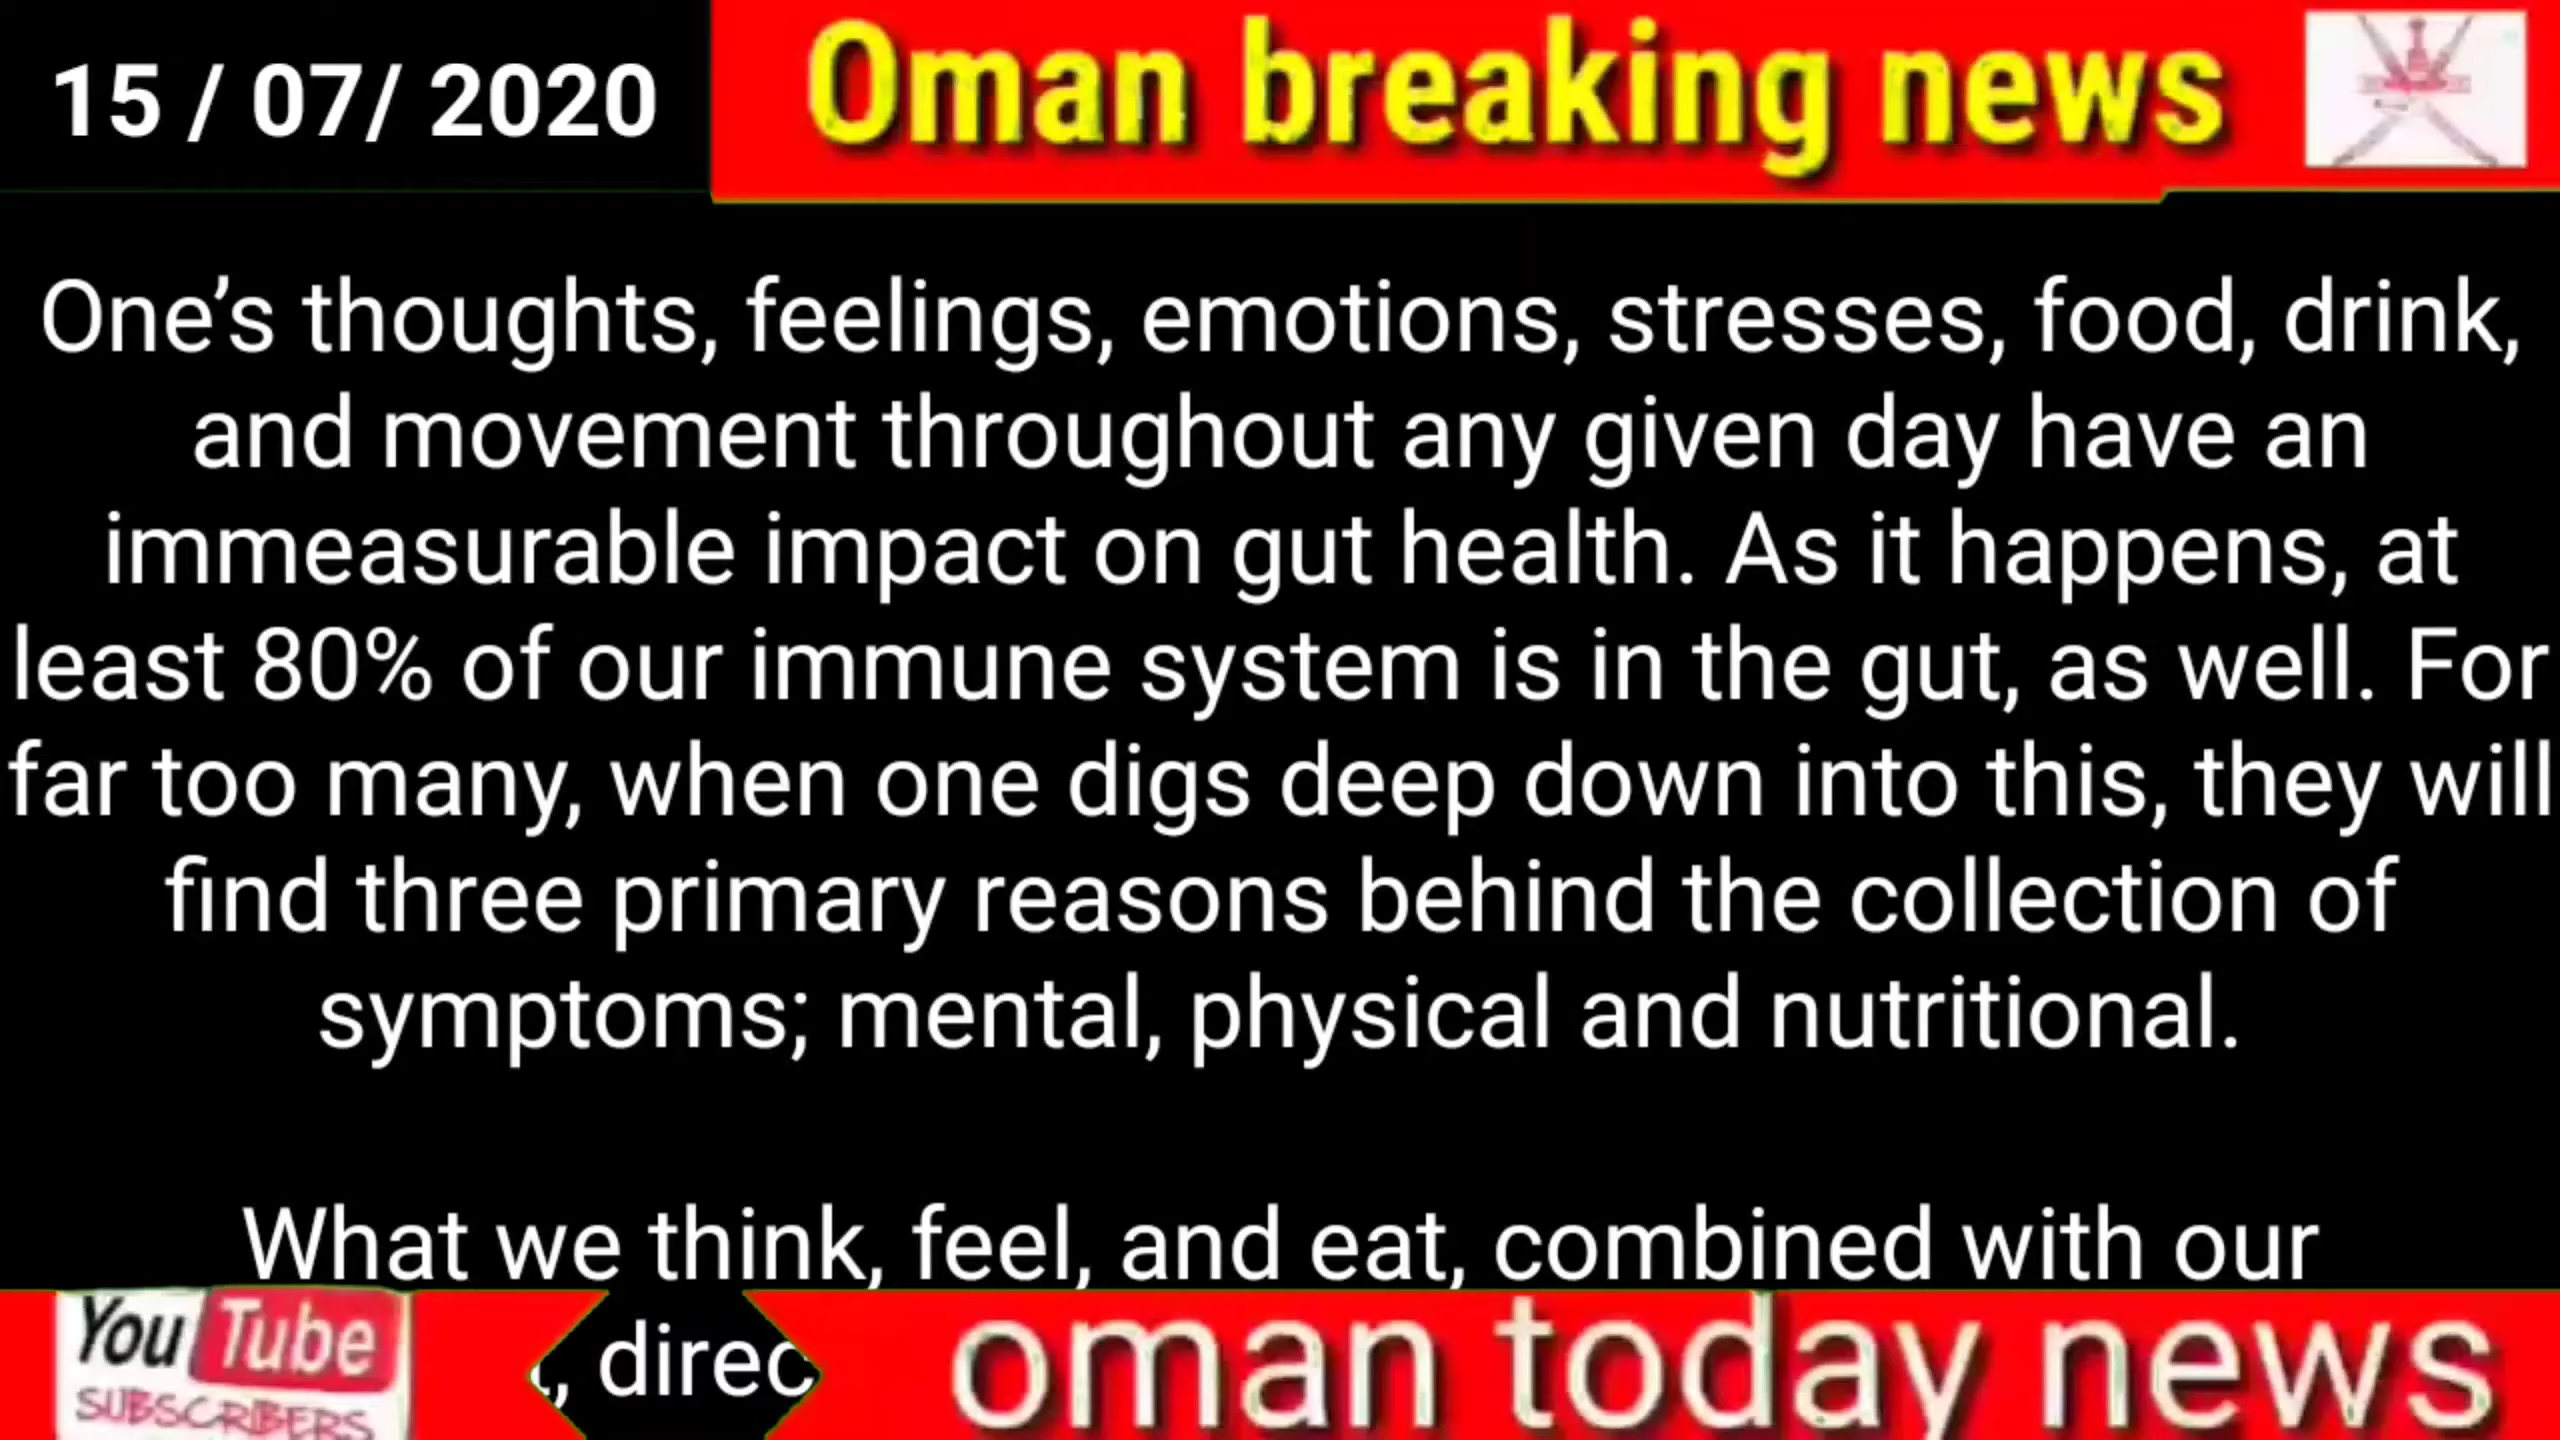 15 / 07/ 2020
Oman breaking news
One’s thoughts, feelings, emotions, stresses, food, drink,
and movement throughout any given day have an
immeasurable impact on gut health. As it happens, at
least 80% of our immune system is in the gut, as well. For
far too many, when one digs deep down into this, they will
find three primary reasons behind the collection of
symptoms; mental, physical and nutritional.
What we think, feel, and eat, combined with our
YouTube
SUBSCRIBERS
, direc
oman today news